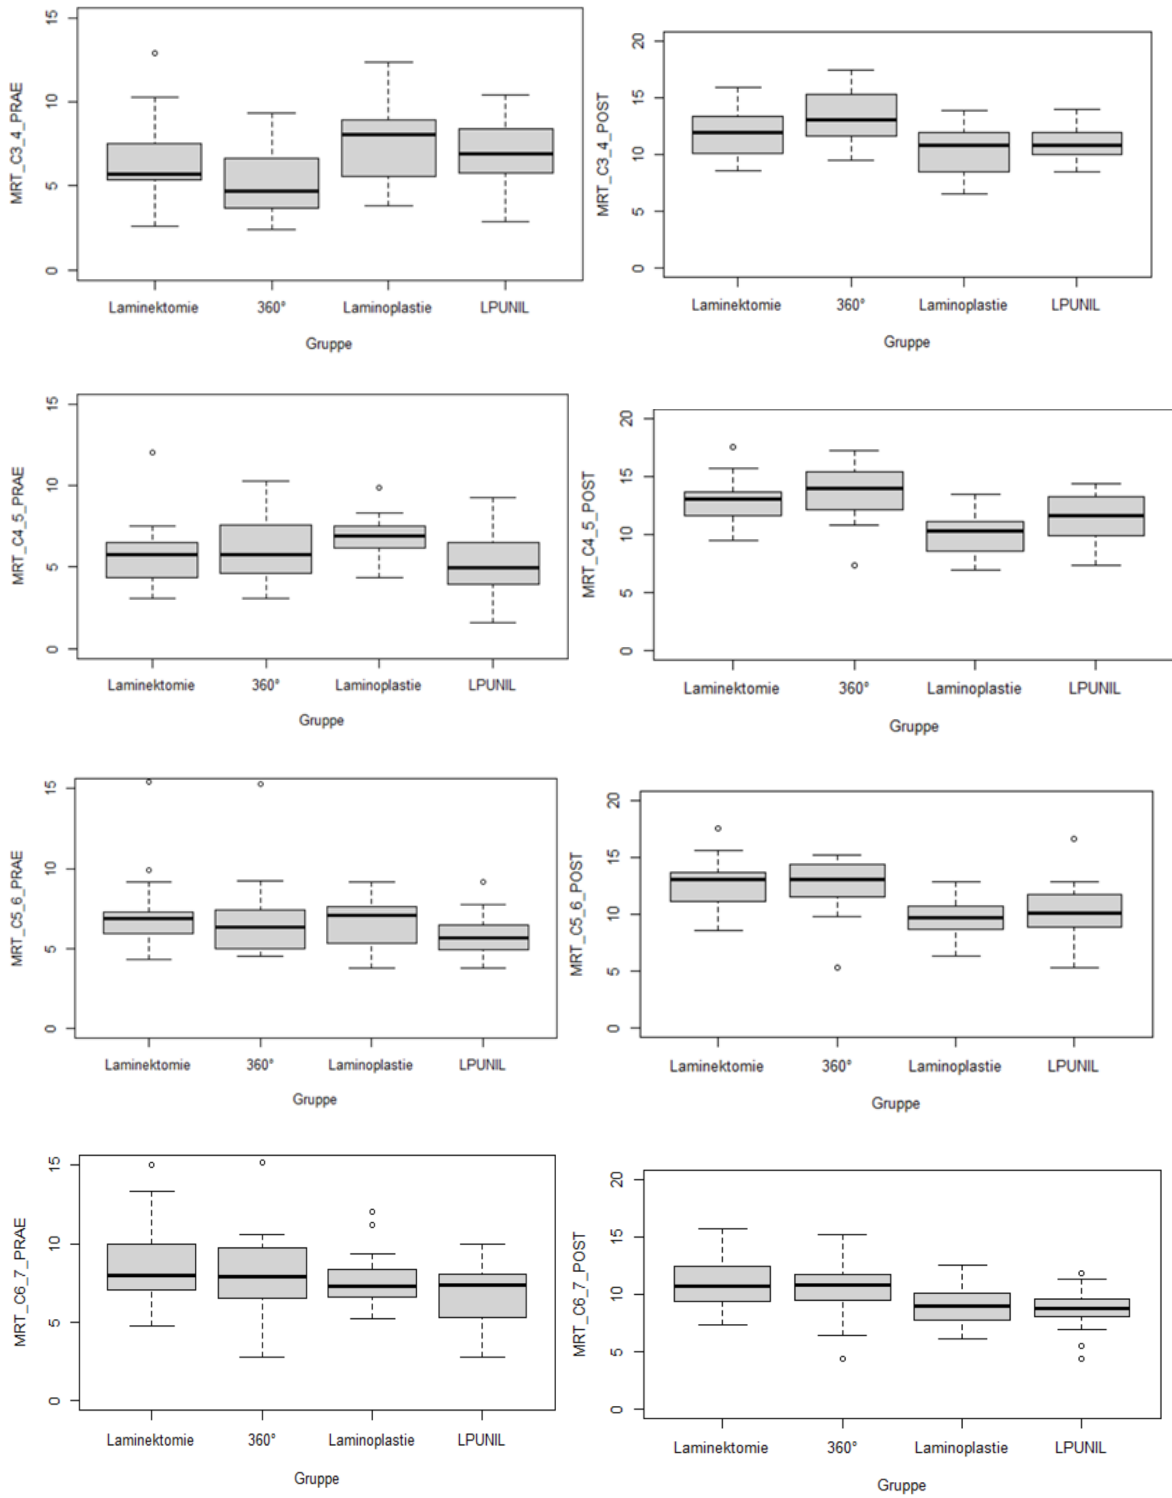 MRT_C3_4_PRAE
15
10
5
0
Laminektomie 360° Laminoplastie LPUNIL
Gruppe
MRT_C3_4_POST
20
15
10
5
0
Laminektomie 360° Laminoplastie LPUNIL
Gruppe
MRT_C4_5_PRAE
15
10
5
0
Laminektomie 360° Laminoplastie LPUNIL
Gruppe
MRT_C4_5_POST
20
15
10
5
0
Laminektomie 360° Laminoplastie LPUNIL
Gruppe
MRT_C5_6_PRAE
15
10
5
0
Laminektomie 360° Laminoplastie LPUNIL
Gruppe
MRT_C5_6_POST
20
15
10
5
0
Laminektomie 360° Laminoplastie LPUNIL
Gruppe
MRT_C6_7_PRAE
15
10
5
0
Laminektomie 360° Laminoplastie LPUNIL
Gruppe
MRT_C6_7_POST
20
15
10
5
0
Laminektomie 360° Laminoplastie LPUNIL
Gruppe